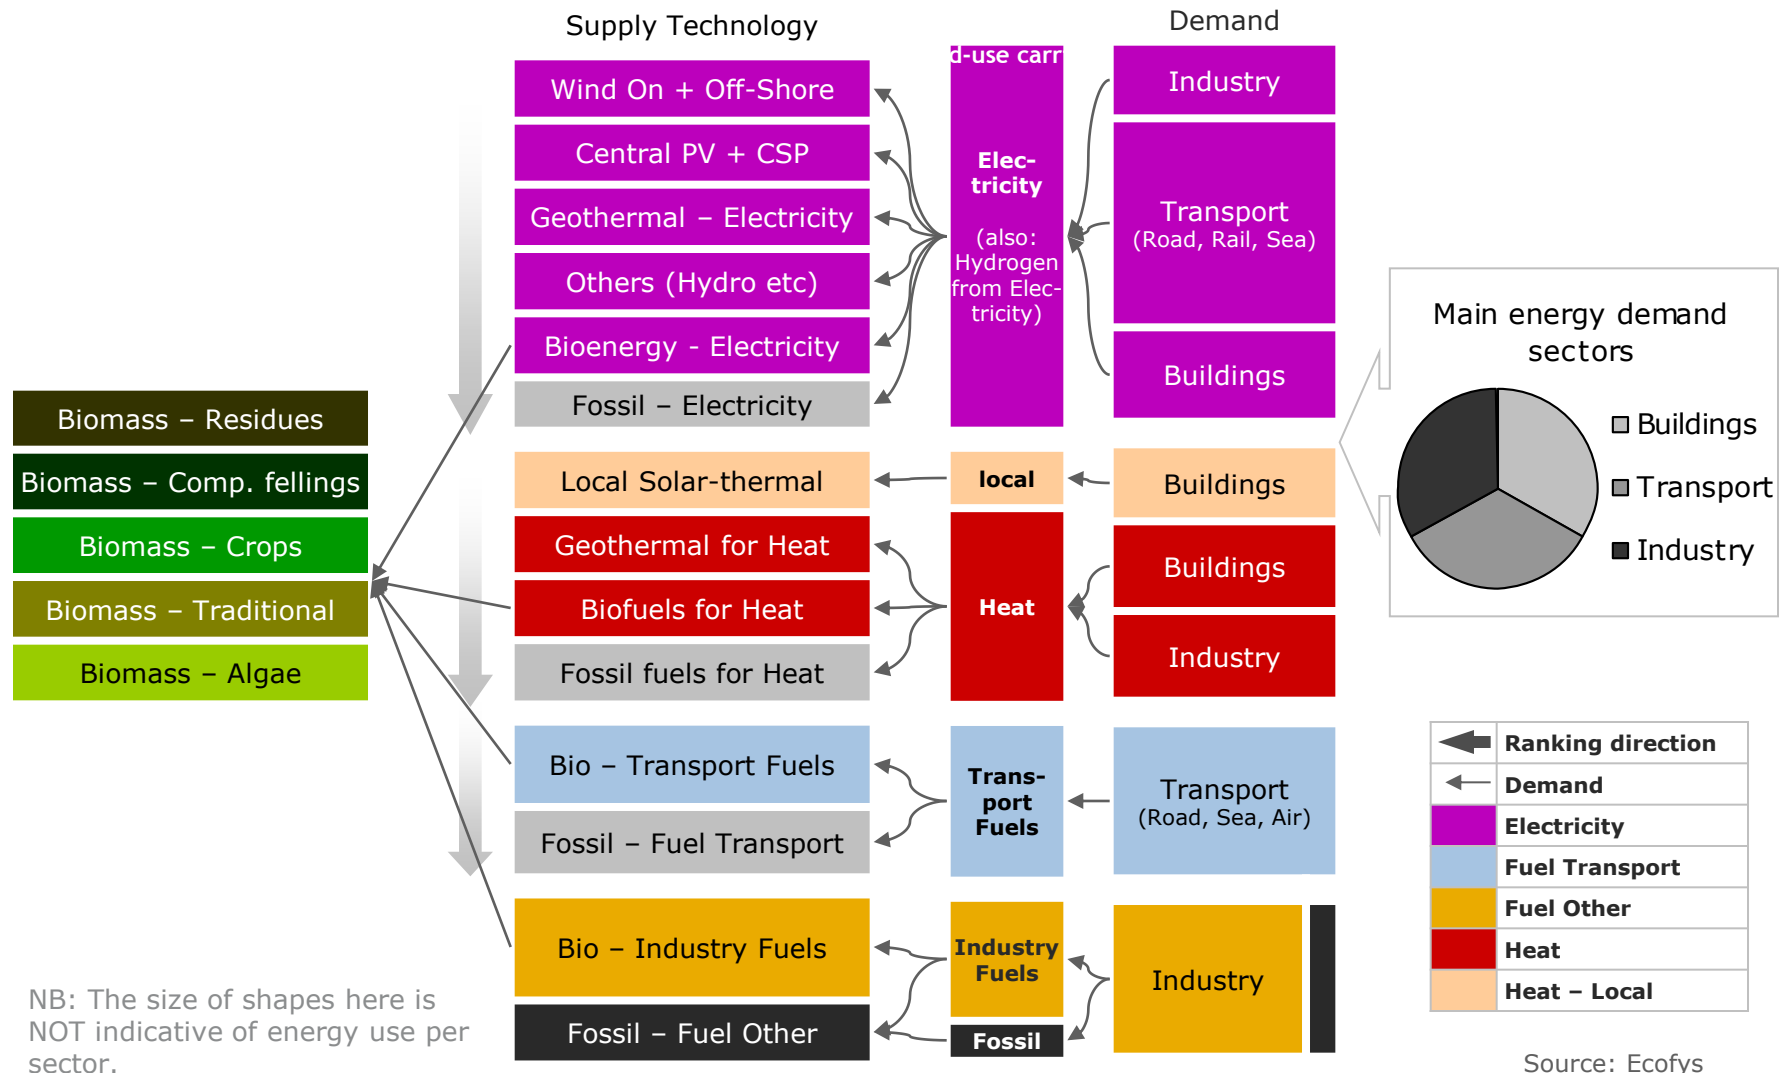 Supply Technology
Demand
Wind On + Off-Shore
Central PV + CSP
Geothermal – Electricity
Others (Hydro etc)
Bioenergy - Electricity
Fossil – Electricity
Local Solar-thermal
Geothermal for Heat
Biofuels for Heat
Fossil fuels for Heat
Bio – Transport Fuels
Fossil – Fuel Transport
Bio – Industry Fuels
Fossil – Fuel Other
Biomass – Residues
Biomass – Comp. fellings
Biomass – Crops
Biomass – Traditional
Biomass – Algae
d-use carr
Elec-
tricity
(also:
Hydrogen
from Elec-
tricity)
local
Heat
Trans-
port
Fuels
Industry
Fuels
Fossil
Industry
Transport
(Road, Rail, Sea)
Buildings
Buildings
Buildings
Industry
Transport
(Road, Sea, Air)
Industry
Main energy demand
sectors
Buildings
Transport
Industry
Ranking direction
Demand
Electricity
Fuel Transport
Fuel Other
Heat
Heat – Local
NB: The size of shapes here is
NOT indicative of energy use per
sector.
Source: Ecofys